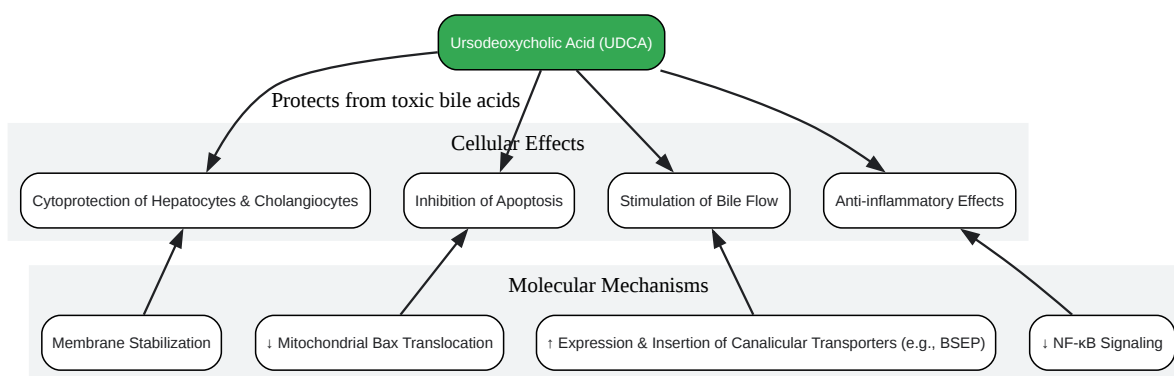 Ursodeoxycholic Acid (UDCA)
Protects from toxic bile acids
Cellular Effects
Cytoprotection of Hepatocytes & Cholangiocytes
Inhibition of Apoptosis
Stimulation of Bile Flow
Anti-inflammatory Effects
Molecular Mechanisms
Membrane Stabilization
↓ Mitochondrial Bax Translocation
↑ Expression & Insertion of Canalicular Transporters (e.g., BSEP)
↓ NF-κB Signaling